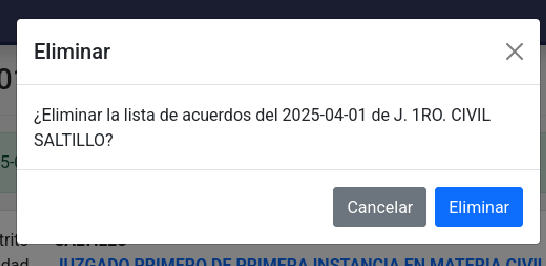 Eliminar
¿Eliminar la lista de acuerdos del 2025-04-01 de J. 1RO. CIVIL
SALTILLO?
Cancelar
Eliminar
JUZGADO PRIMERO DE PRIMERA INSTANCIA EN MATERIA CIVIL